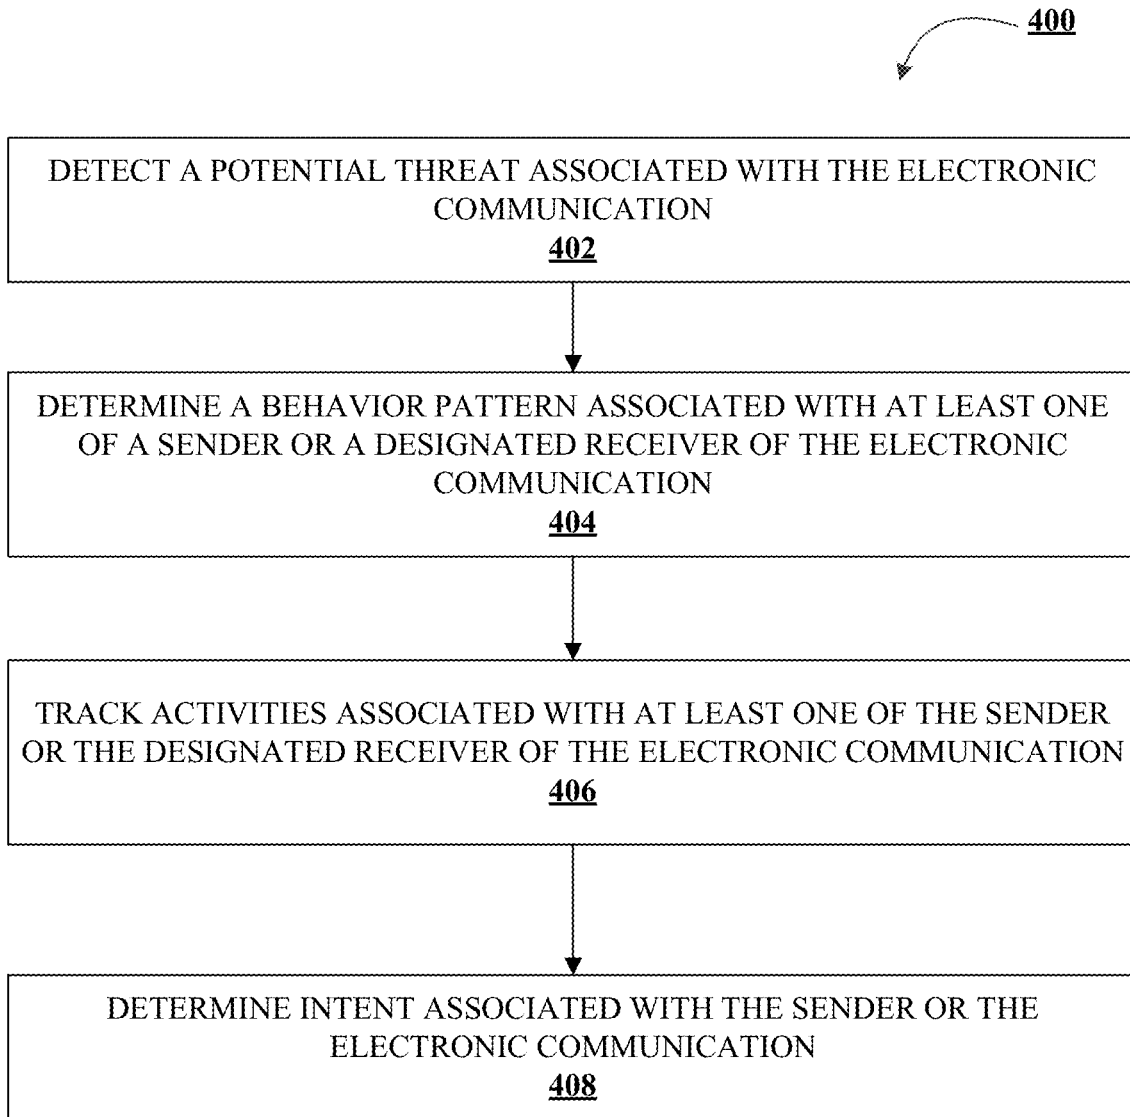 400
DETECT A POTENTIAL THREAT ASSOCIATED WITH THE ELECTRONIC
COMMUNICATION
402
DETERMINE A BEHAVIOR PATTERN ASSOCIATED WITH AT LEAST ONE
OF A SENDER OR A DESIGNATED RECEIVER OF THE ELECTRONIC
COMMUNICATION
404
TRACK ACTIVITIES ASSOCIATED WITH AT LEAST ONE OF THE SENDER
OR THE DESIGNATED RECEIVER OF THE ELECTRONIC COMMUNICATION
406
DETERMINE INTENT ASSOCIATED WITH THE SENDER OR THE
ELECTRONIC COMMUNICATION
408